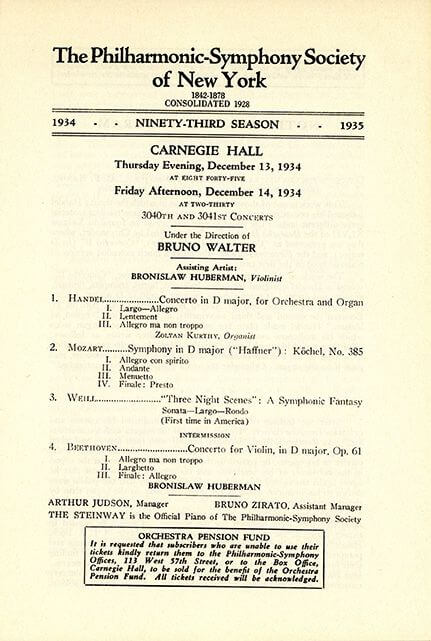 The Philharmonic-Symphony Society
of New York
1842-1878
CONSOLIDATED 1928
1934 - - NINETY-THIRD SEASON - - 1935
CARNEGIE HALL
Thursday Evening, December 13, 1934
AT EIGHT FORTY-FIVE
Friday Afternoon, December 14, 1934
AT TWO-THIRTY
3040TH AND 3041ST CONCERTS
Under the Direction of
BRUNO WALTER
Assisting Artist:
BRONISLAW HUBERMAN, Violinist
1. HANDEL........................Concerto in D major, for Orchestra and Organ
I. Largo—Allegro
II. Lentement
III. Allegro ma non troppo
ZOLTAN KURTHY, Organist
2. MOZART..........Symphony in D major ("Haffner"): Köchel, No. 385
I. Allegro con spirito
II. Andante
III. Menuetto
IV. Finale: Presto
3. WEILL............................"Three Night Scenes": A Symphonic Fantasy
Sonata—Largo—Rondo
(First time in America)
INTERMISSION
4. BEETHOVEN..............................Concerto for Violin, in D major, Op. 61
I. Allegro ma non troppo
II. Larghetto
III. Finale: Allegro
BRONISLAW HUBERMAN
ARTHUR JUDSON, Manager BRUNO ZIRATO, Assistant Manager
THE STEINWAY is the Official Piano of The Philharmonic-Symphony Society
ORCHESTRA PENSION FUND
It is requested that subscribers who are unable to use their
tickets kindly return them to the Philharmonic-Symphony
Offices, 113 West 57th Street, or to the Box Office,
Carnegie Hall, to be sold for the benefit of the Orchestra
Pension Fund. All tickets received will be acknowledged.